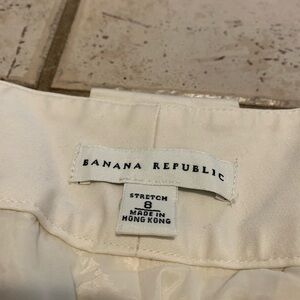 BANANA REPUBLIC
STRETCH
8
MADE IN
HONG KONG